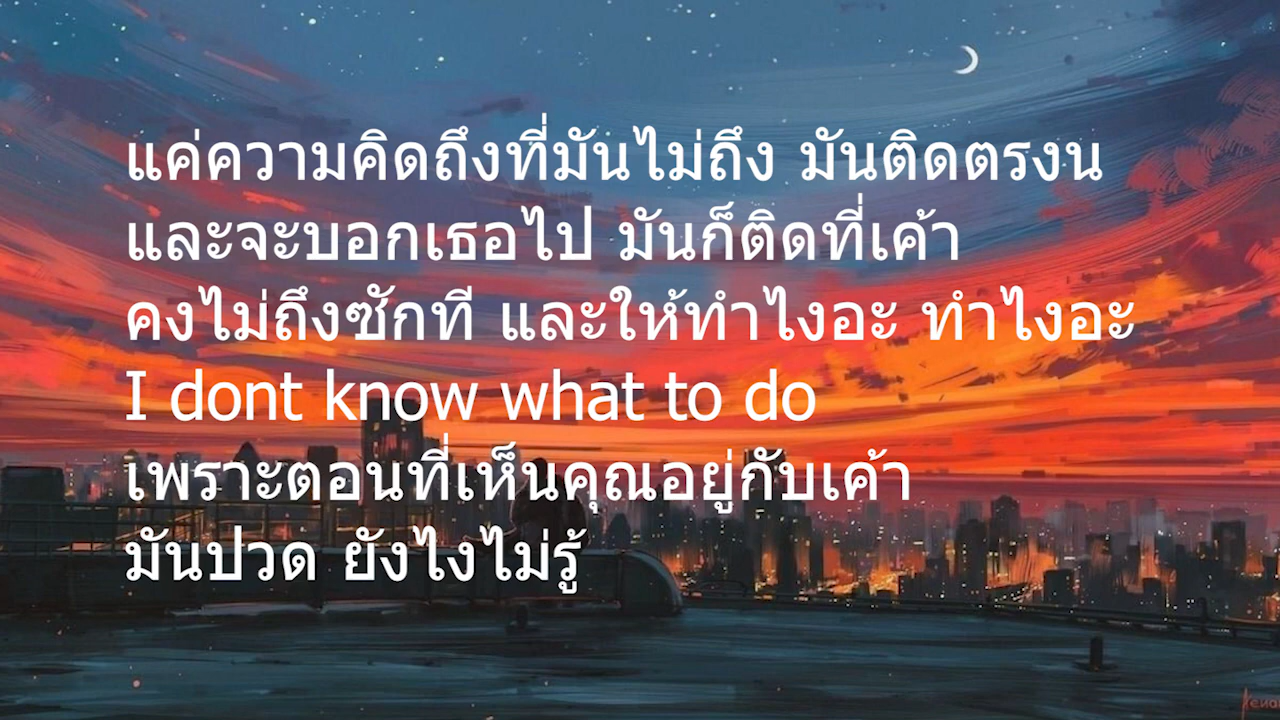 แค่ความคิดถึงที่มันไม่ถึง มันติดตรงน
และจะบอกเธอไป มันก็ติดที่เค้า
คงไม่ถึงซักที และให้ทำไงอะ ทำไงอะ
I dont know what to do
เพราะตอนที่เห็นคุณอยู่กับเค้า
มันปวด ยังไงไม่รู้